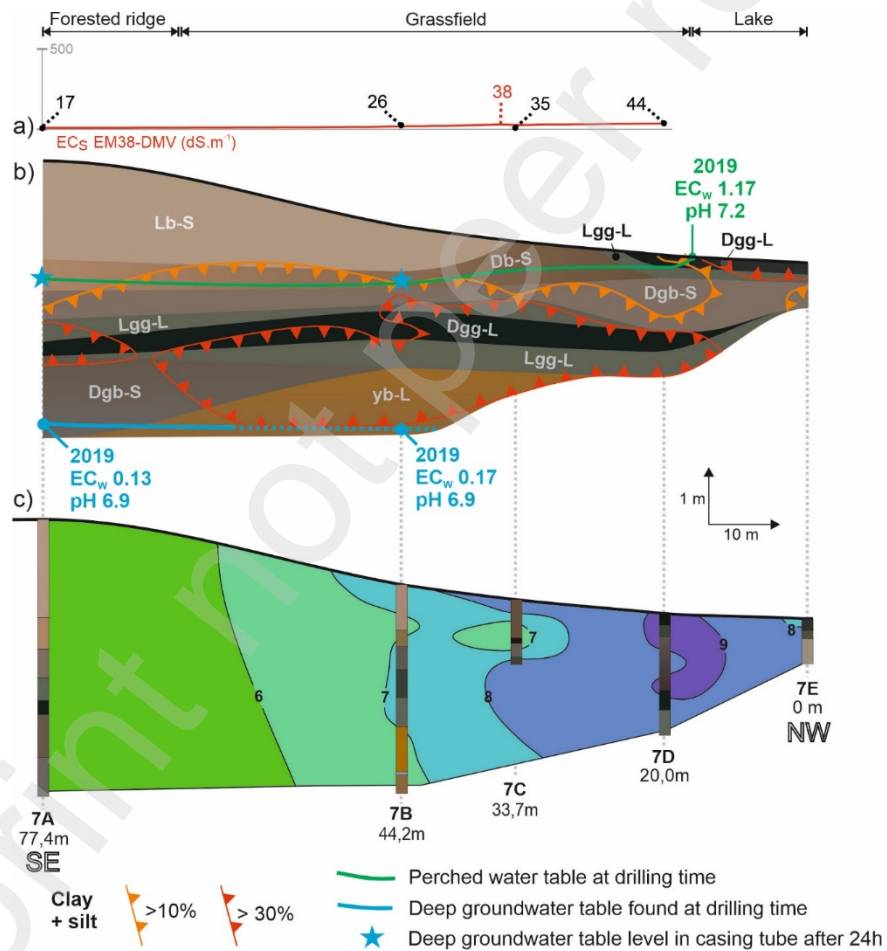 Forested ridge Grassfield Lake
500
17 26 38 35 44
a)
ECS EM38-DMV (dS.m-1)
b)
2019
ECw 1.17
pH 7.2
Lb-S
Lgg-L
Dgg-L
Db-S
Dgb-S
Lgg-L
Dgg-L
Lgg-L
Dgb-S
yb-L
2019
ECw 0.13
pH 6.9
2019
ECw 0.17
pH 6.9
1 m
10 m
c)
6 7 8 7 9 8
7A
77,4m
SE
7B
44,2m
7C
33,7m
7D
20,0m
7E
0 m
NW
Clay
+ silt
>10%
> 30%
Perched water table at drilling time
Deep groundwater table found at drilling time
Deep groundwater table level in casing tube after 24h
not peer re